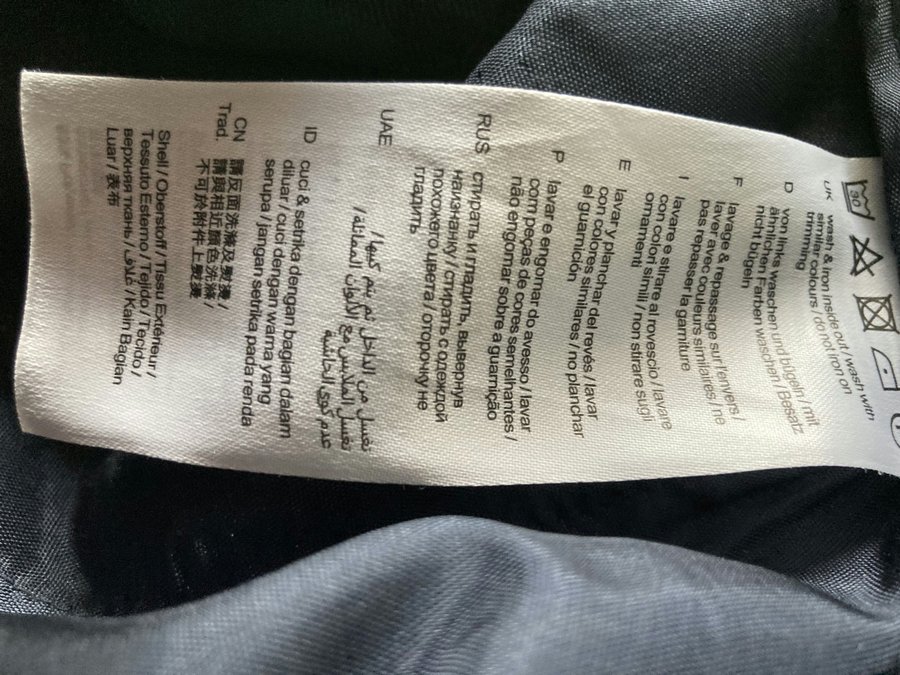 30
UK wash & iron inside out / wash with
similar colours / do not iron on
trimming
D von links waschen und bügeln / mit
ähnlichen Farben waschen / Besatz
nicht bügeln
F lavage & repassage sur l'envers /
laver avec couleurs similaires / ne
pas repasser la garniture
I lavare e stirare al rovescio / lavare
con colori simili / non stirare sugli
ornamenti
E lavar y planchar del revés / lavar
con colores similares / no planchar
el guarnición
P lavar e engomar do avesso / lavar
com peças de cores semelhantes /
não engomar sobre a guarnição
RUS стирать и гладить, вывернув
наизнанку / стирать с одеждой
похожего цвета / оторочку не
гладить
UAE تغسل من الداخل ثم يتم كيها /
تغسل الملابس مع الألوان المماثلة /
عدم كوى الحاشية
ID cuci & setrika dengan bagian dalam
diluar / cuci dengan warna yang
serupa / jangan setrika pada renda
CN 請反面洗滌及熨燙 /
Trad. 請與相近顏色洗滌 /
不可於附件上熨燙
Shell / Oberstoff / Tissu Extérieur /
Tessuto Esterno / Tejido / Tecido /
верхняя ткань / غلاف / Kain Bagian
Luar / 表布